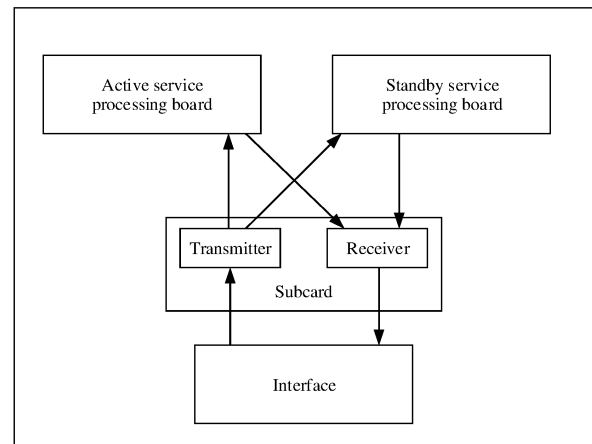 Active service
processing board
Standby service
processing board
Transmitter
Receiver
Subcard
Interface